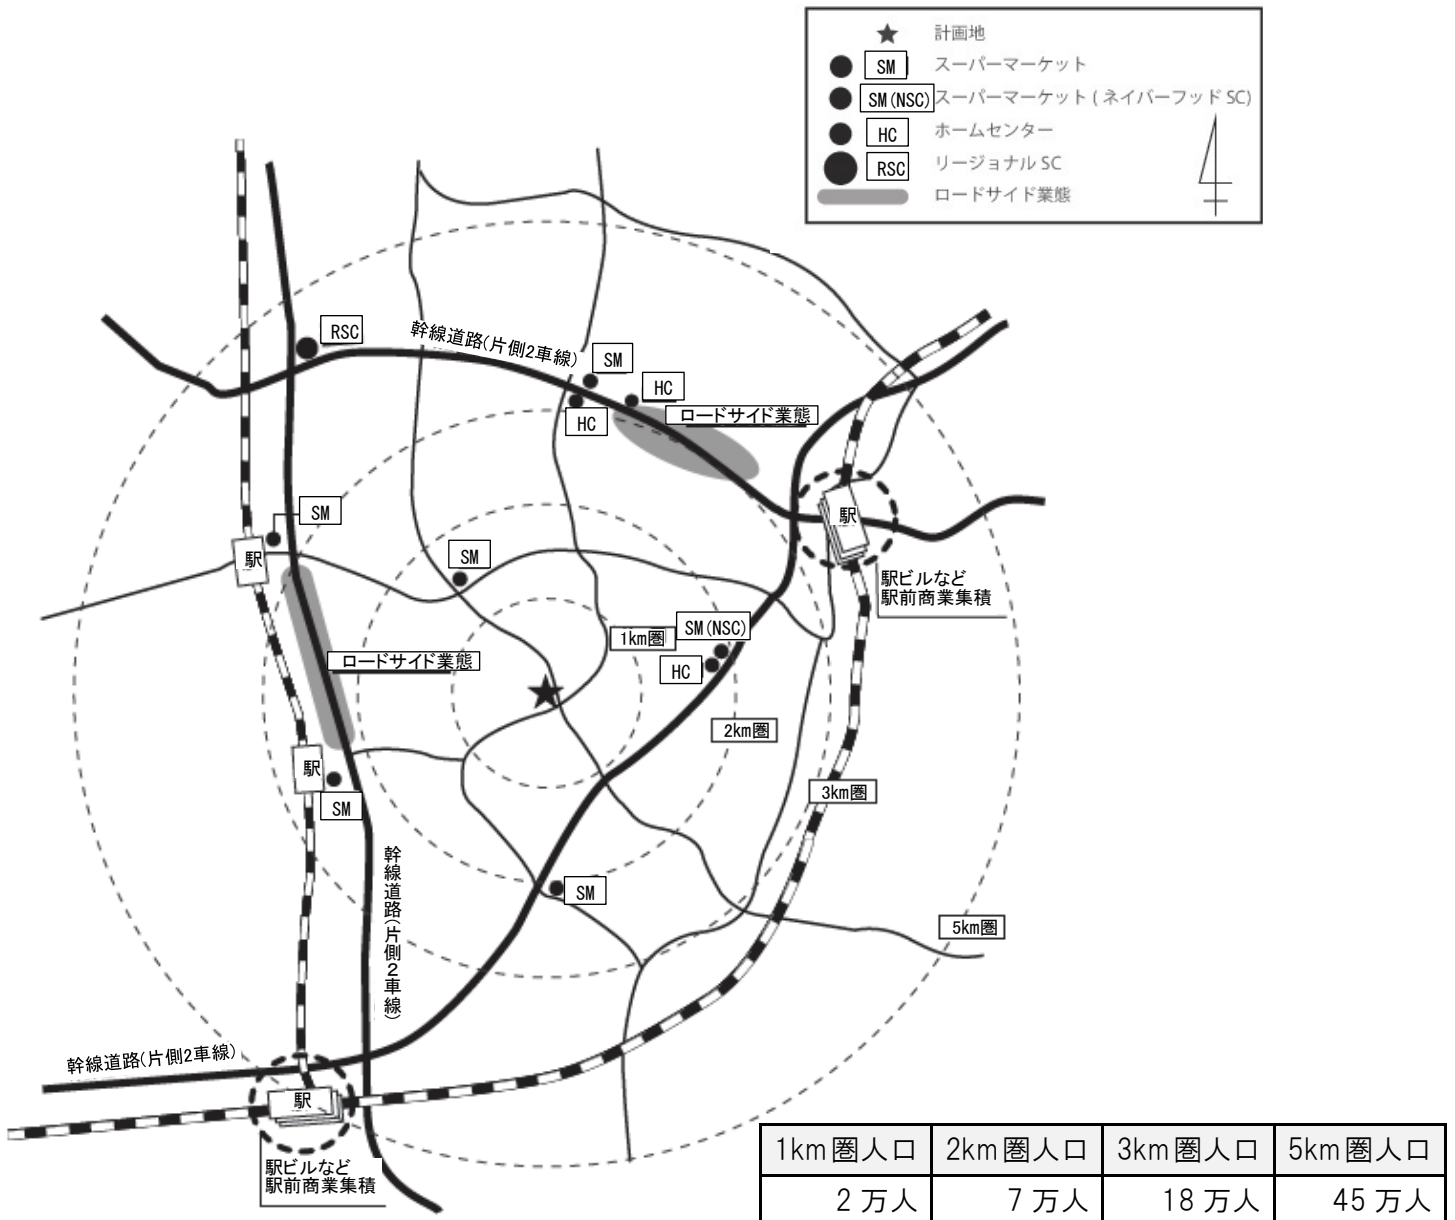 計画地
SM スーパーマーケット
SM(NSC) スーパーマーケット ( ネイバーフッド SC)
HC ホームセンター
RSC リージョナル SC
ロードサイド業態
RSC
幹線道路(片側2車線)
SM
HC
HC
ロードサイド業態
SM
駅
SM
駅
駅ビルなど
駅前商業集積
SM(NSC)
1km圏
HC
ロードサイド業態
2km圏
駅
SM
3km圏
幹線道路(片側2車線)
SM
5km圏
幹線道路(片側2車線)
駅
駅ビルなど
駅前商業集積
1km圏人口 2km圏人口 3km圏人口 5km圏人口
2 万人 7 万人 18 万人 45 万人